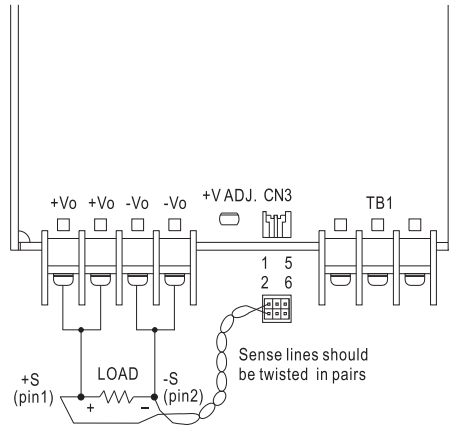 +Vo +Vo -Vo -Vo +V ADJ. CN3 TB1
1 5
2 6
+S
(pin1)
LOAD
+ −
-S
(pin2)
Sense lines should
be twisted in pairs